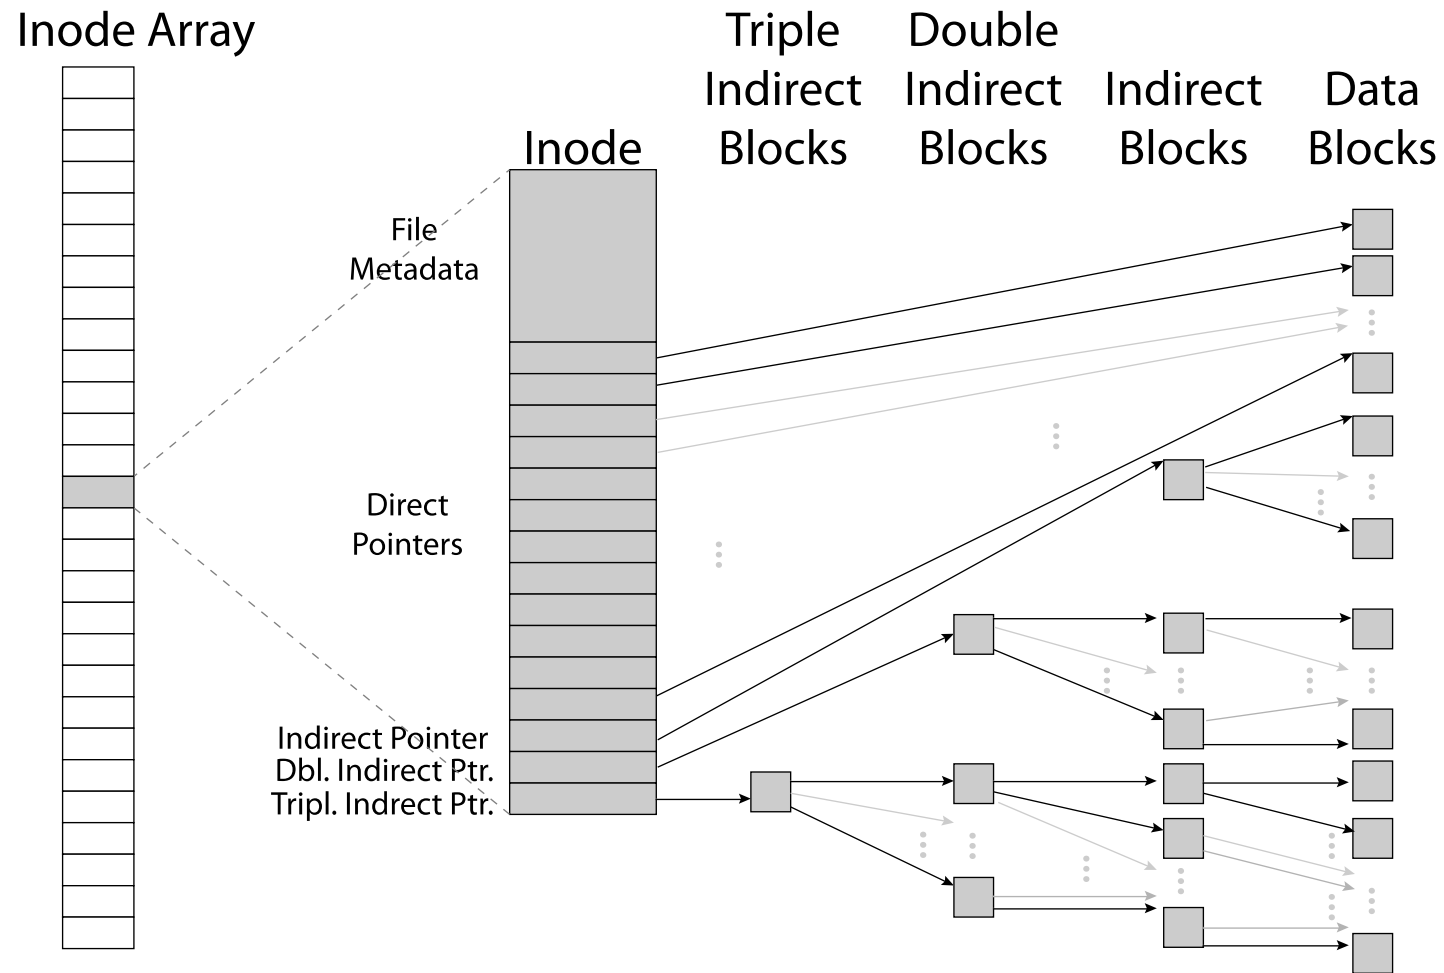 Inode Array
Triple
Indirect
Blocks
Double
Indirect
Blocks
Indirect
Blocks
Data
Blocks
Inode
File
Metadata
Direct
Pointers
Indirect Pointer
Dbl. Indirect Ptr.
Tripl. Indirect Ptr.